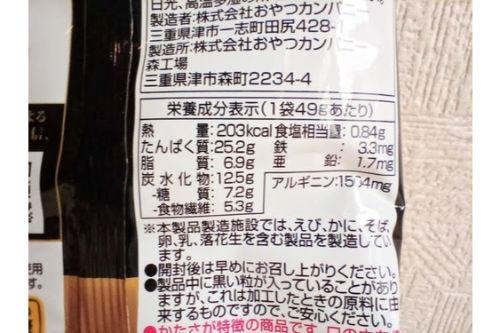 日光、高温多湿の
製造者:株式会社おやつカンパニー
三重県津市一志町田尻428-1
製造所:株式会社おやつカンパニー
森工場
三重県津市森町2234-4
栄養成分表示(1袋49gあたり)
熱量:203kcal 食塩相当量:0.84g
たんぱく質:25.2g 鉄:3.3mg
脂質:6.9g 亜鉛:1.7mg
炭水化物:12.5g アルギニン:1504mg
-糖質:7.2g
-食物繊維:5.3g
※本製品製造施設では、えび、かに、そば、
卵、乳、落花生を含む製品を製造してい
ます。
●開封後は早めにお召し上がりください。
●製品中に黒い粒が入っていることがあり
ますが、これは加工したときの原料に由
来するものですので、ご安心ください。
●かたさが特徴の商品です。